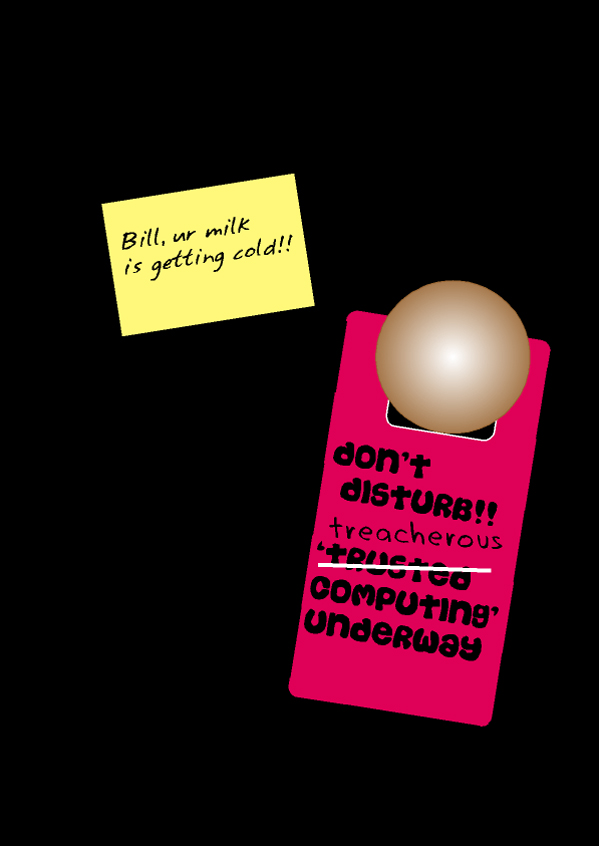 Bill, ur milk
is getting cold!!
don't
disturb!!
treacherous
'trusted
computing'
underway